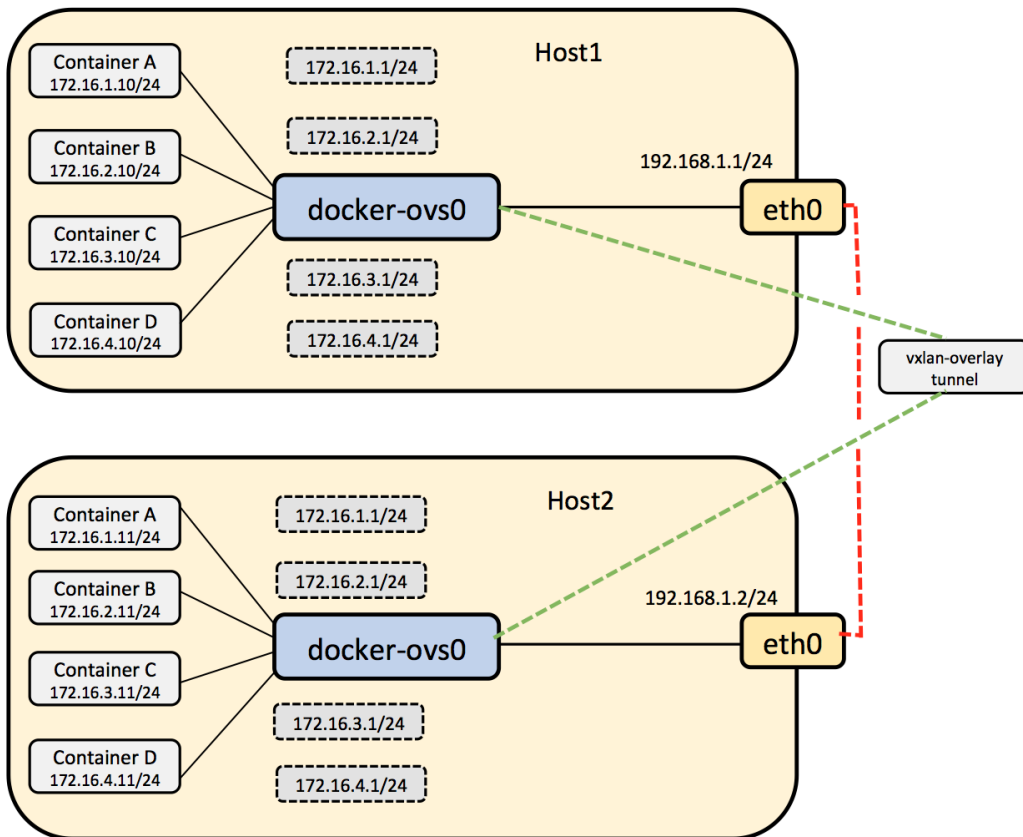 Host1
Container A
172.16.1.10/24
172.16.1.1/24
Container B
172.16.2.10/24
172.16.2.1/24
192.168.1.1/24
docker-ovs0
eth0
Container C
172.16.3.10/24
172.16.3.1/24
Container D
172.16.4.10/24
172.16.4.1/24
vxlan-overlay
tunnel
Host2
Container A
172.16.1.11/24
172.16.1.1/24
Container B
172.16.2.11/24
172.16.2.1/24
192.168.1.2/24
docker-ovs0
eth0
Container C
172.16.3.11/24
172.16.3.1/24
Container D
172.16.4.11/24
172.16.4.1/24